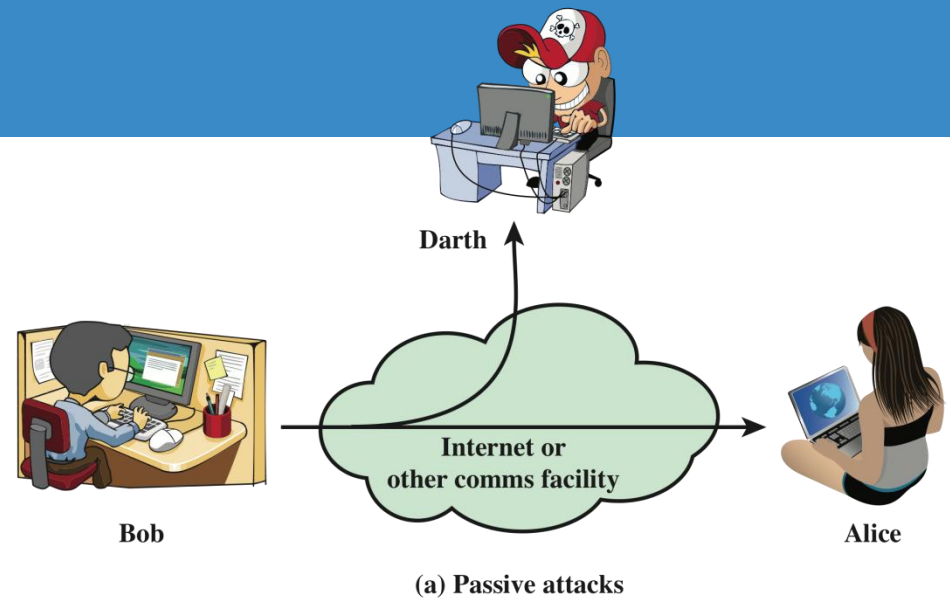 Darth
Internet or
other comms facility
Bob
Alice
(a) Passive attacks